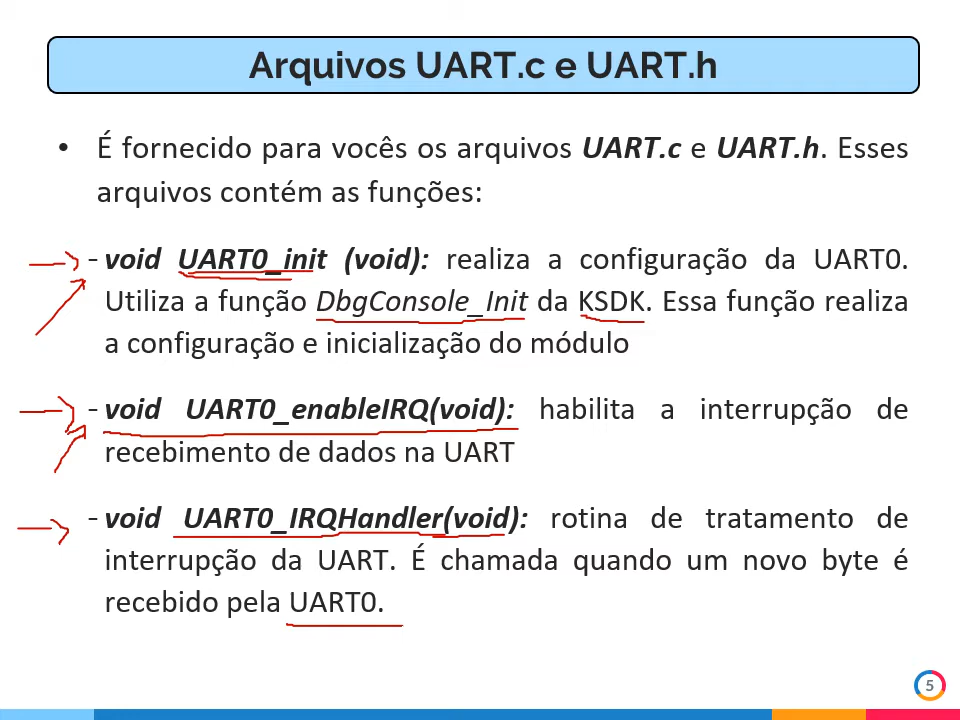 Arquivos UART.c e UART.h
• É fornecido para vocês os arquivos UART.c e UART.h. Esses
arquivos contém as funções:
- void UART0_init (void): realiza a configuração da UART0.
Utiliza a função DbgConsole_Init da KSDK. Essa função realiza
a configuração e inicialização do módulo
- void UART0_enableIRQ(void): habilita a interrupção de
recebimento de dados na UART
- void UART0_IRQHandler(void): rotina de tratamento de
interrupção da UART. É chamada quando um novo byte é
recebido pela UART0.
5